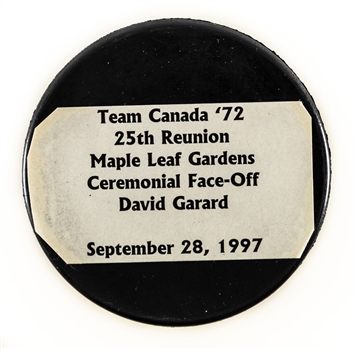 Team Canada '72
25th Reunion
Maple Leaf Gardens
Ceremonial Face-Off
David Garard
September 28, 1997